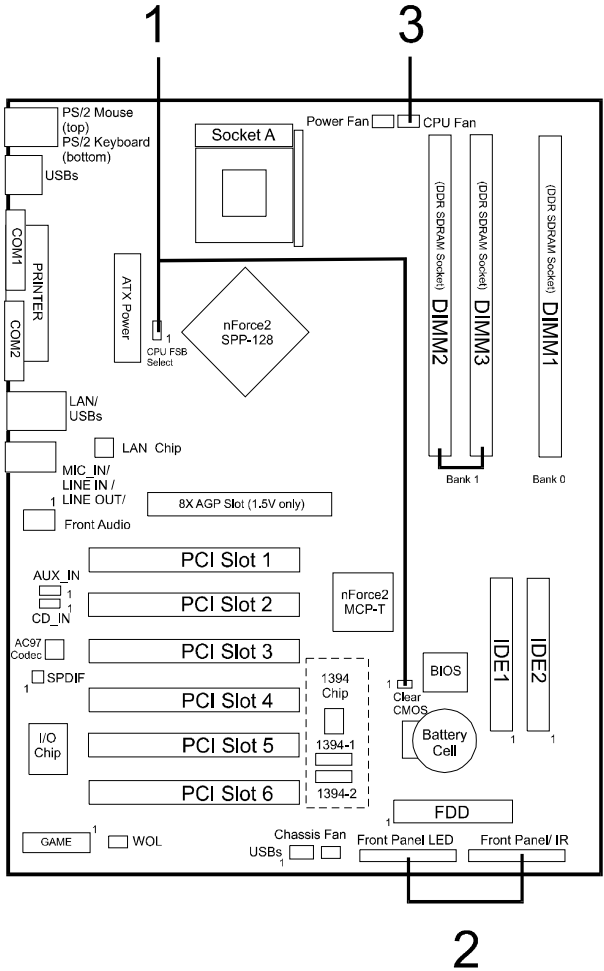 1
3
PS/2 Mouse
(top)
PS/2 Keyboard
(bottom)
USBs
Socket A
Power Fan
CPU Fan
(DDR SDRAM Socket)
DIMM2
(DDR SDRAM Socket)
DIMM3
(DDR SDRAM Socket)
DIMM1
COM1
PRINTER
COM2
ATX Power
1
CPU FSB
Select
nForce2
SPP-128
LAN/
USBs
LAN Chip
MIC_IN/
LINE IN /
LINE OUT/
1
Front Audio
Bank 1
Bank 0
8X AGP Slot (1.5V only)
PCI Slot 1
AUX_IN
1
1
CD_IN
PCI Slot 2
nForce2
MCP-T
AC97
Codec
PCI Slot 3
SPDIF
1
PCI Slot 4
1394
Chip
1
Clear
CMOS
BIOS
IDE1
1
IDE2
1
I/O
Chip
PCI Slot 5
1394-1
1394-2
Battery
Cell
PCI Slot 6
1
FDD
GAME
1
WOL
Chassis Fan
USBs
1
Front Panel LED
Front Panel/ IR
2